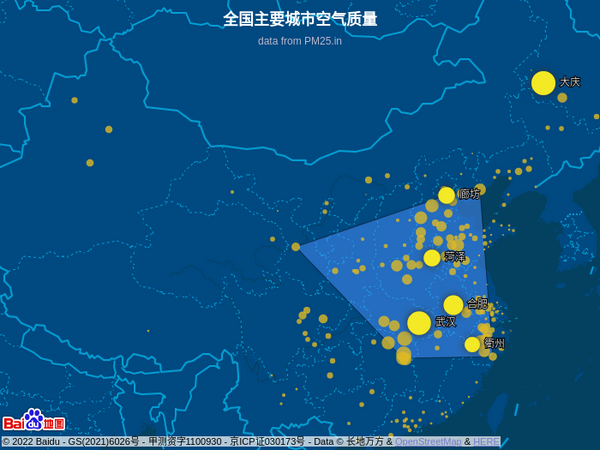 全国主要城市空气质量
data from PM25.in
大庆
廊坊
菏泽
合肥
武汉
衢州
Bai du 地图
© 2022 Baidu - GS(2021)6026号 - 甲测资字1100930 - 京ICP证030173号 - Data © 长地万方 & OpenStreetMap & HERE